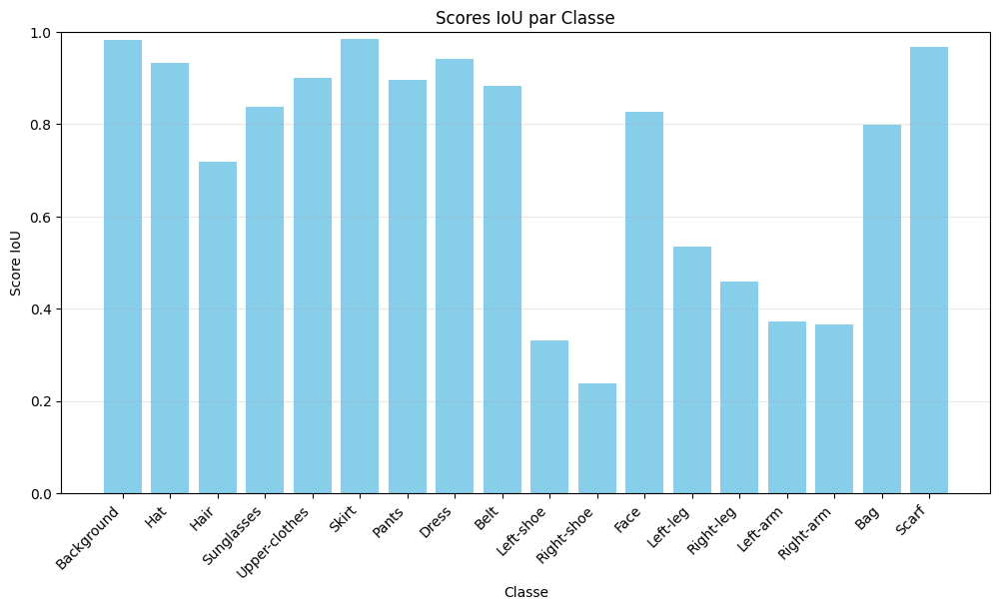 Scores IoU par Classe
1.0
0.8
0.6
0.4
0.2
0.0
Score IoU
Background
Hat
Hair
Sunglasses
Upper-clothes
Skirt
Pants
Dress
Belt
Left-shoe
Right-shoe
Face
Left-leg
Right-leg
Left-arm
Right-arm
Bag
Scarf
Classe